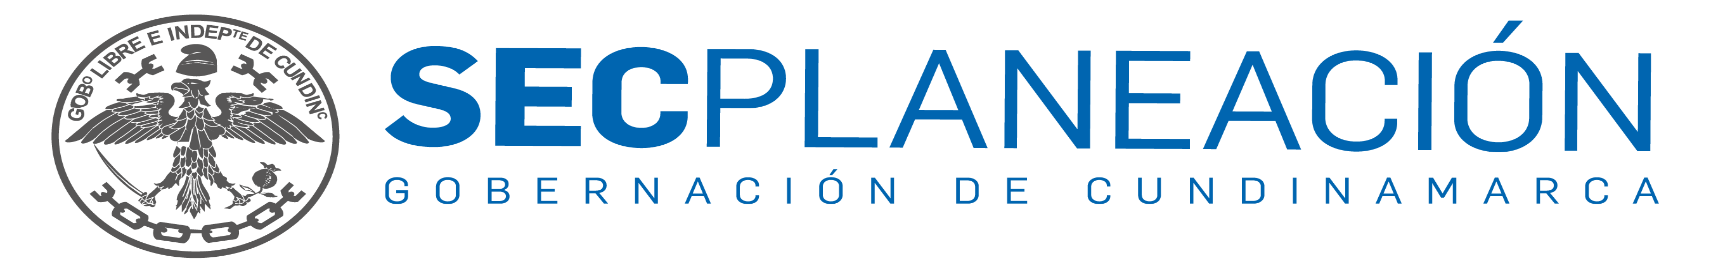 GOBº LIBRE E INDEPTE DE CUNDINC
SECPLANEACIÓN
GOBERNACIÓN DE CUNDINAMARCA